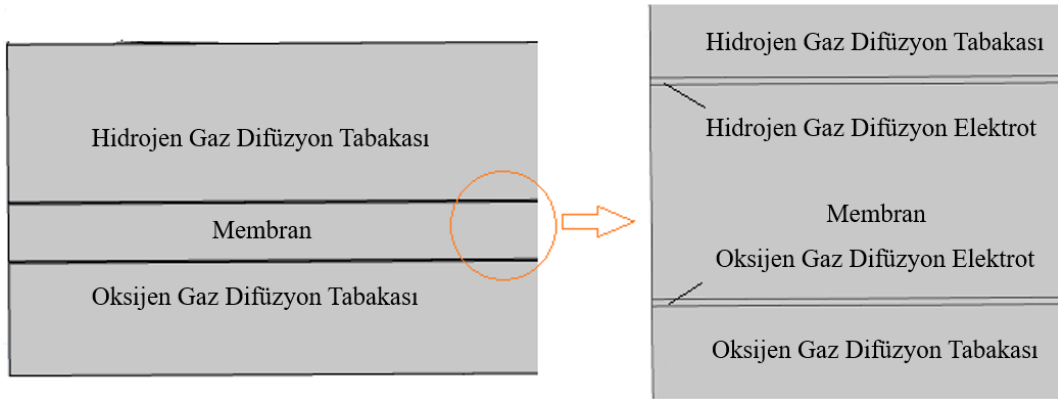 Hidrojen Gaz Difüzyon Tabakası
Membran
Oksijen Gaz Difüzyon Tabakası
Hidrojen Gaz Difüzyon Tabakası
Hidrojen Gaz Difüzyon Elektrot
Membran
Oksijen Gaz Difüzyon Elektrot
Oksijen Gaz Difüzyon Tabakası